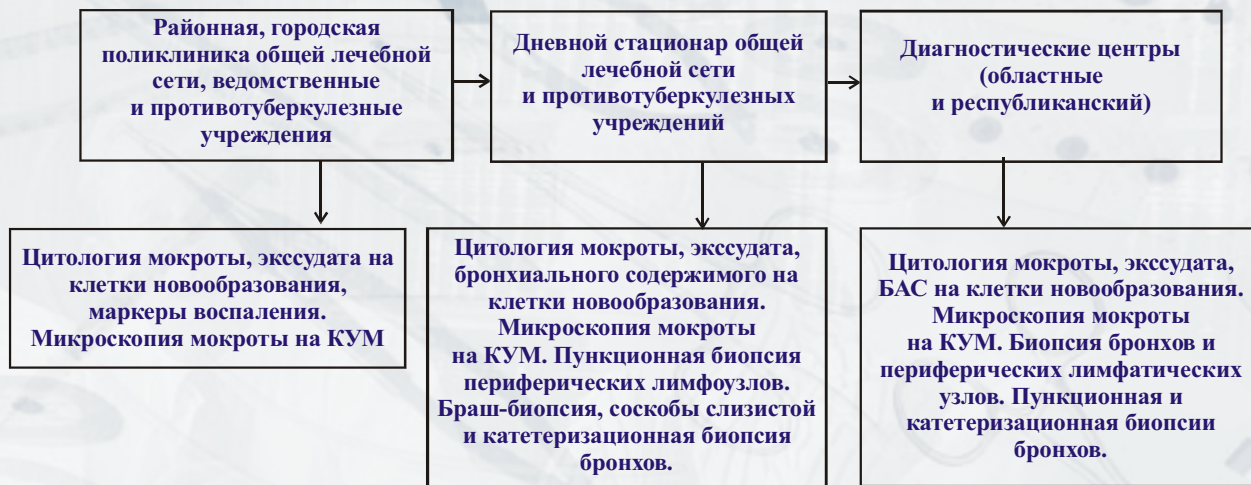 Районная, городская
поликлиника общей лечебной
сети, ведомственные
и противотуберкулезные
учреждения
Дневной стационар общей
лечебной сети
и противотуберкулезных
учреждений
Диагностические центры
(областные
и республиканский)
Цитология мокроты, экссудата на
клетки новообразования,
маркеры воспаления.
Микроскопия мокроты на КУМ
Цитология мокроты, экссудата,
бронхиального содержимого на
клетки новообразования.
Микроскопия мокроты
на КУМ. Пункционная биопсия
периферических лимфоузлов.
Браш-биопсия, соскобы слизистой
и катетеризационная биопсия
бронхов.
Цитология мокроты, экссудата,
БАС на клетки новообразования.
Микроскопия мокроты
на КУМ. Биопсия бронхов и
периферических лимфатических
узлов. Пункционная и
катетеризационная биопсии
бронхов.